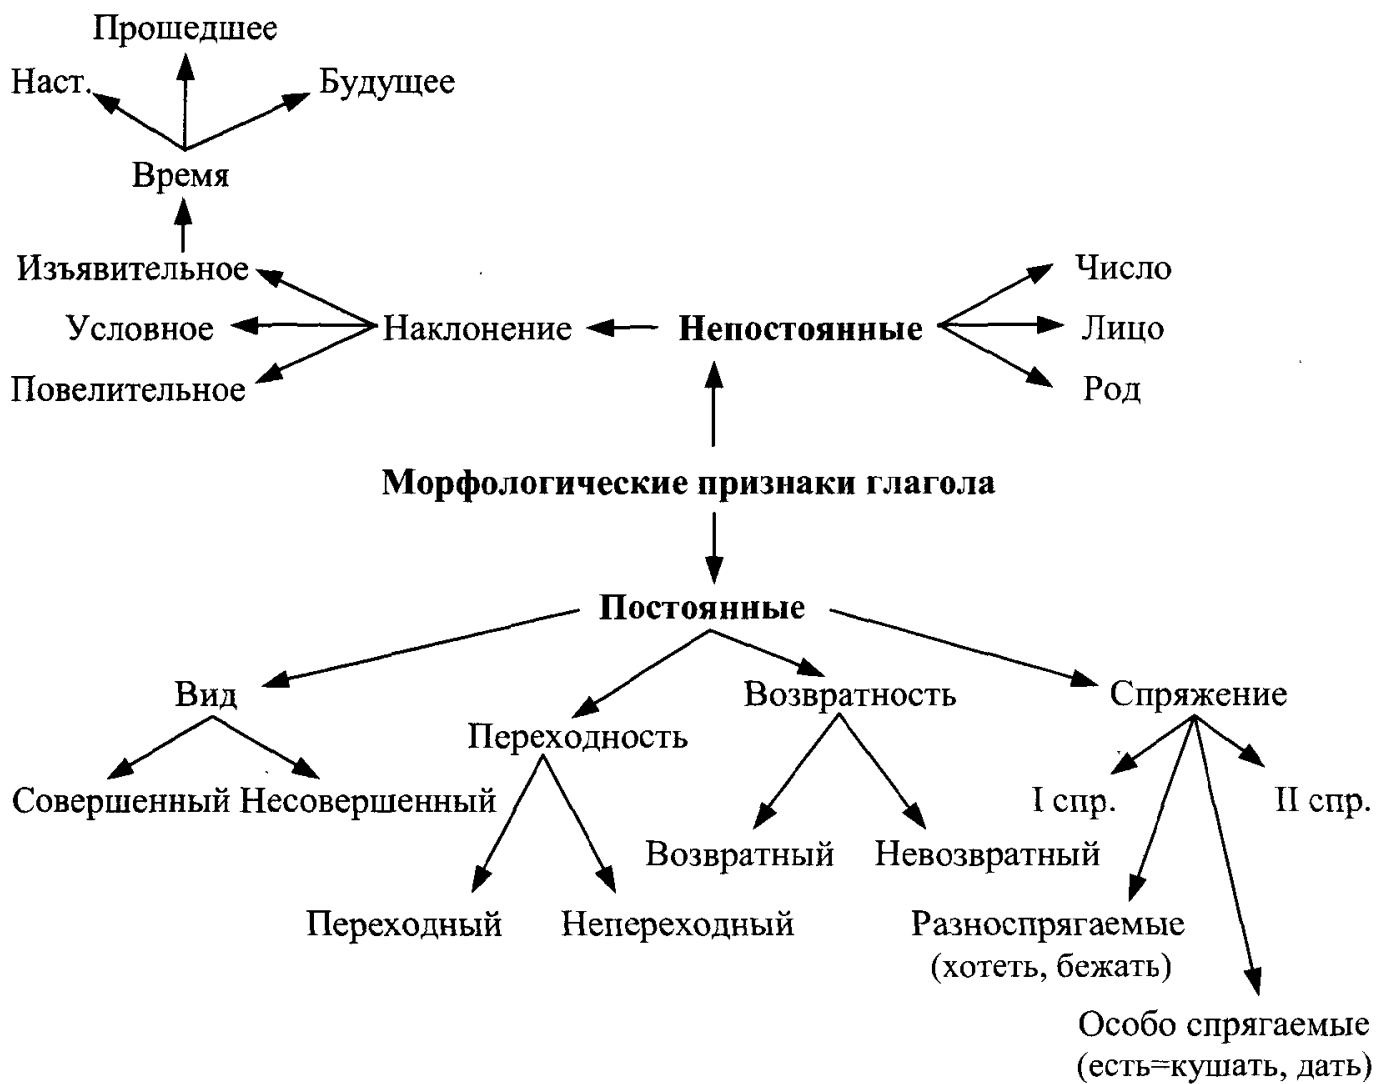 Прошедшее
Наст.
Будущее
Время
Изъявительное
Число
Условное
Наклонение
Непостоянные
Лицо
Повелительное
Род
Морфологические признаки глагола
Постоянные
Вид
Возвратность
Спряжение
Переходность
Совершенный
Несовершенный
I спр.
II спр.
Возвратный
Невозвратный
Переходный
Непереходный
Разноспрягаемые
(хотеть, бежать)
Особо спрягаемые
(есть=кушать, дать)